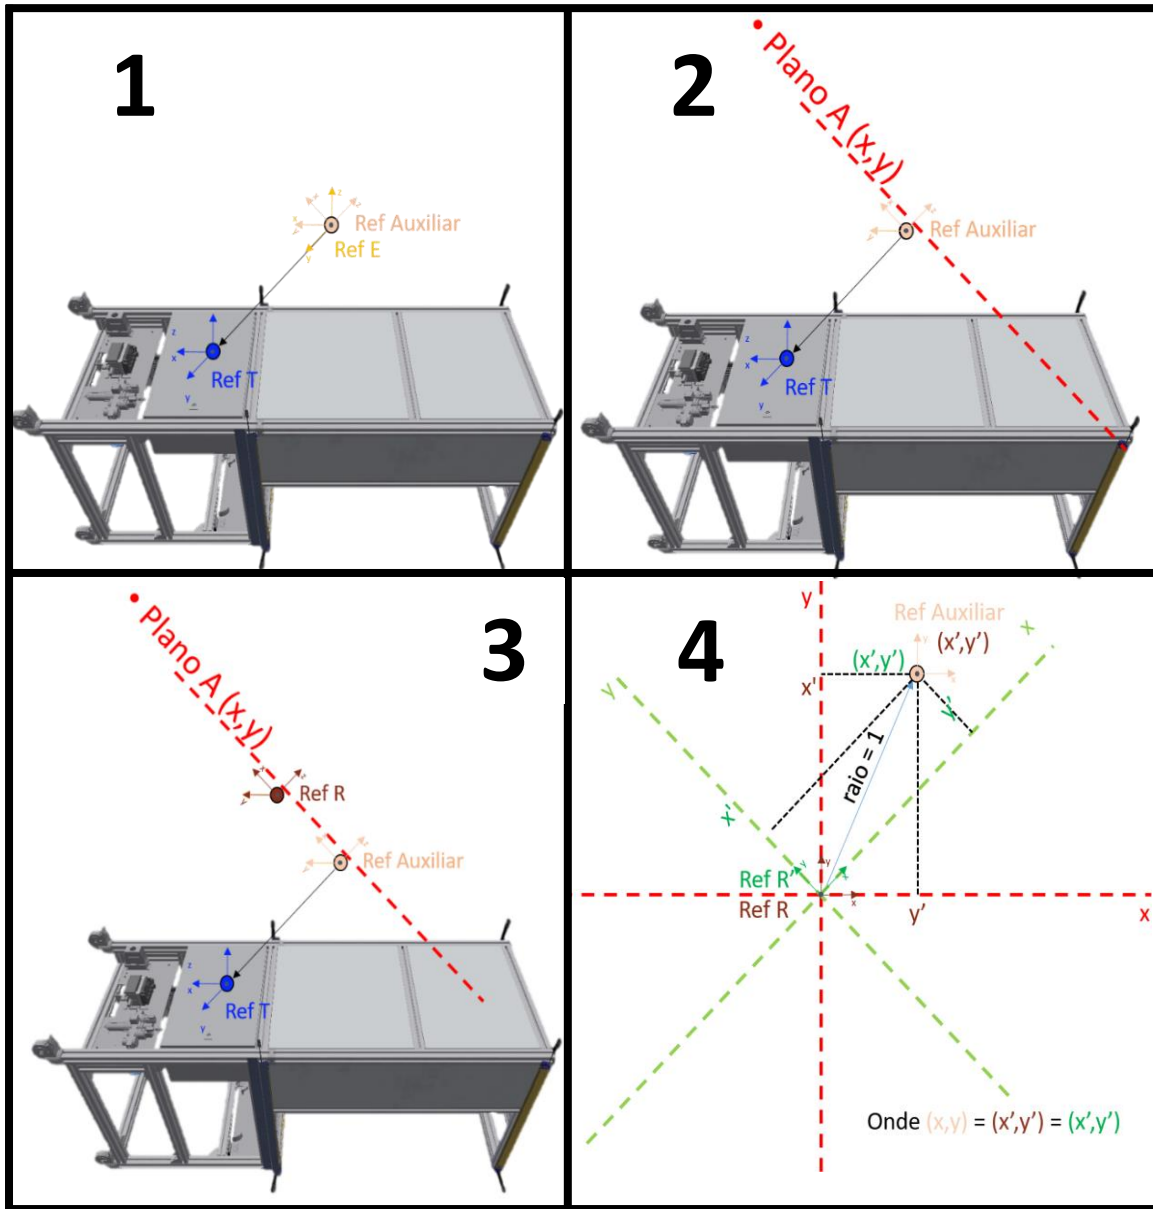 1
z
x
z
x
y
Ref Auxiliar
Ref E
y
z
x
Ref T
y
2
• Plano A (x,y)
z
y
Ref Auxiliar
z
x
Ref T
y
3
• Plano A (x,y)
x
z
y
Ref R
z
y
Ref Auxiliar
z
x
Ref T
y
4
y
Ref Auxiliar
x
(x',y')
y
(x',y')
x
x'
y
y'
raio = 1
x'
y
y
x
Ref R'
Ref R
x
y'
x
Onde (x,y) = (x',y') = (x',y')